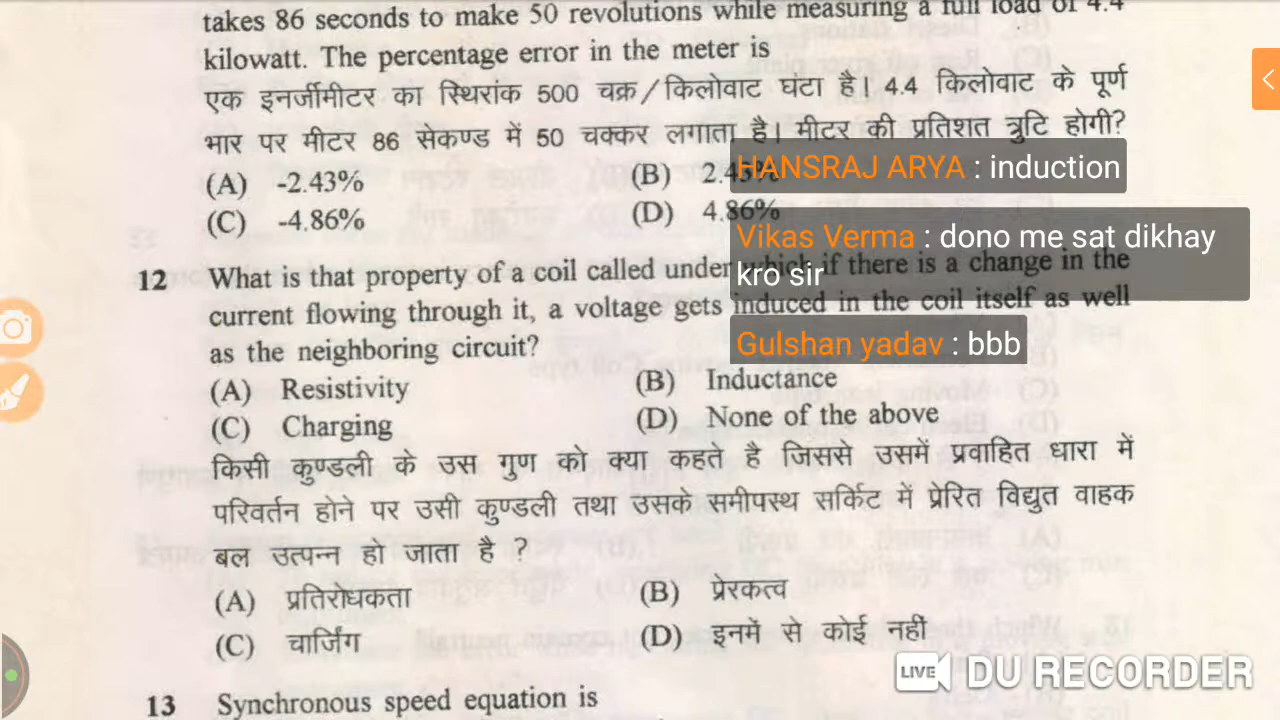 takes 86 seconds to make 50 revolutions while measuring a full load of 4.4
kilowatt. The percentage error in the meter is
एक इनर्जीमीटर का स्थिरांक 500 चक्र/किलोवाट घंटा है। 4.4 किलोवाट के पूर्ण
भार पर मीटर 86 सेकण्ड में 50 चक्कर लगाता है। मीटर की प्रतिशत त्रुटि होगी?
HANSRAJ ARYA : induction
(A) -2.43% (B) 2.43%
(C) -4.86% (D) 4.86%
Vikas Verma : dono me sat dikhay
kro sir
12 What is that property of a coil called under which if there is a change in the
current flowing through it, a voltage gets induced in the coil itself as well
as the neighboring circuit?
Gulshan yadav : bbb
(A) Resistivity (B) Inductance
(C) Charging (D) None of the above
किसी कुण्डली के उस गुण को क्या कहते है जिससे उसमें प्रवाहित धारा में
परिवर्तन होने पर उसी कुण्डली तथा उसके समीपस्थ सर्किट में प्रेरित विद्युत वाहक
बल उत्पन्न हो जाता है ?
(A) प्रतिरोधकता (B) प्रेरकत्व
(C) चार्जिंग (D) इनमें से कोई नहीं
LIVE DU RECORDER
13 Synchronous speed equation is